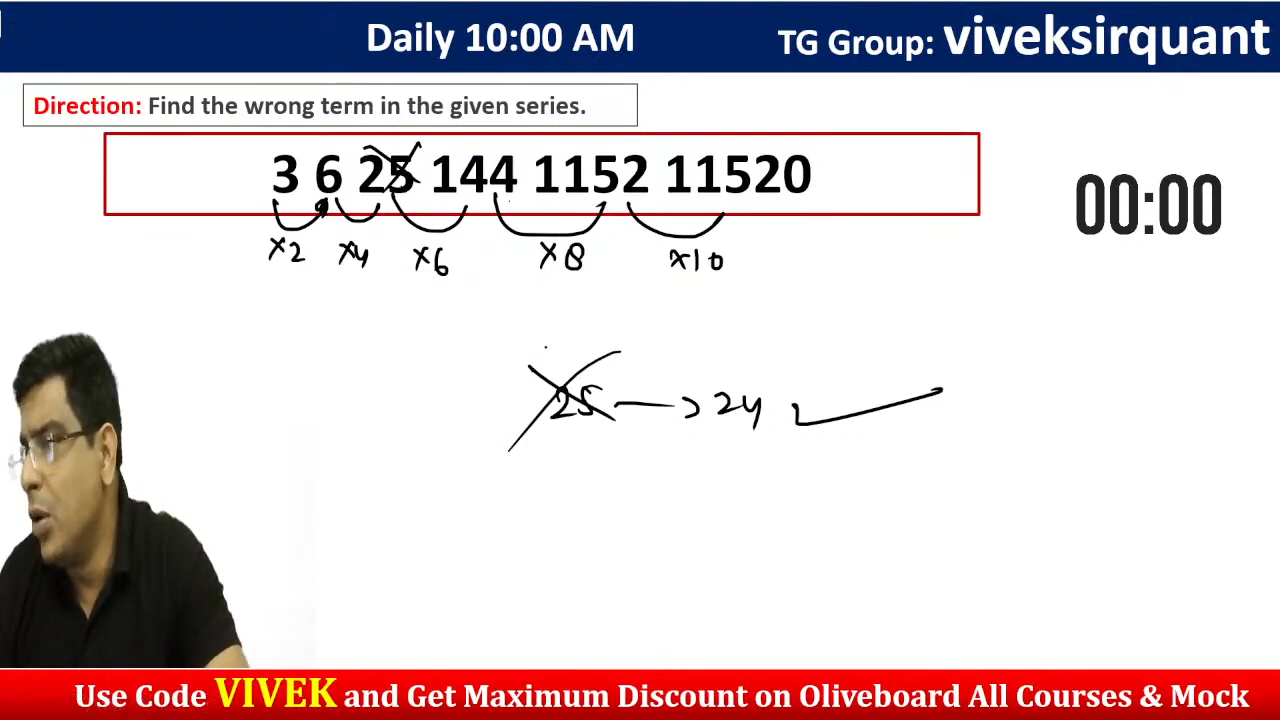 Daily 10:00 AM
TG Group: viveksirquant
Direction: Find the wrong term in the given series.
3 6 25 144 1152 11520
00:00
×2 ×4 ×6 ×8 ×10
25 → 24
Use Code VIVEK and Get Maximum Discount on Oliveboard All Courses & Mock